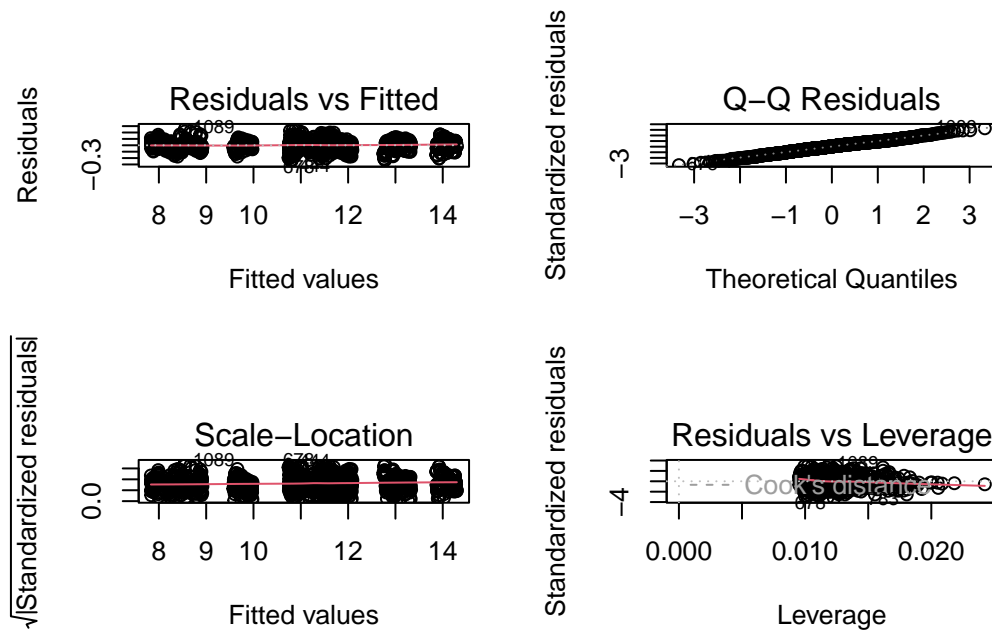 Residuals vs Fitted
Residuals
−0.3
1089
8 9 10 12 14
Fitted values
Q−Q Residuals
Standardized residuals
−3
−3 −1 0 1 2 3
Theoretical Quantiles
Scale−Location
√|Standardized residuals|
0.0
1089
8 9 10 12 14
Fitted values
Residuals vs Leverage
Standardized residuals
−4
1089
Cook's distance
678
0.000 0.010 0.020
Leverage